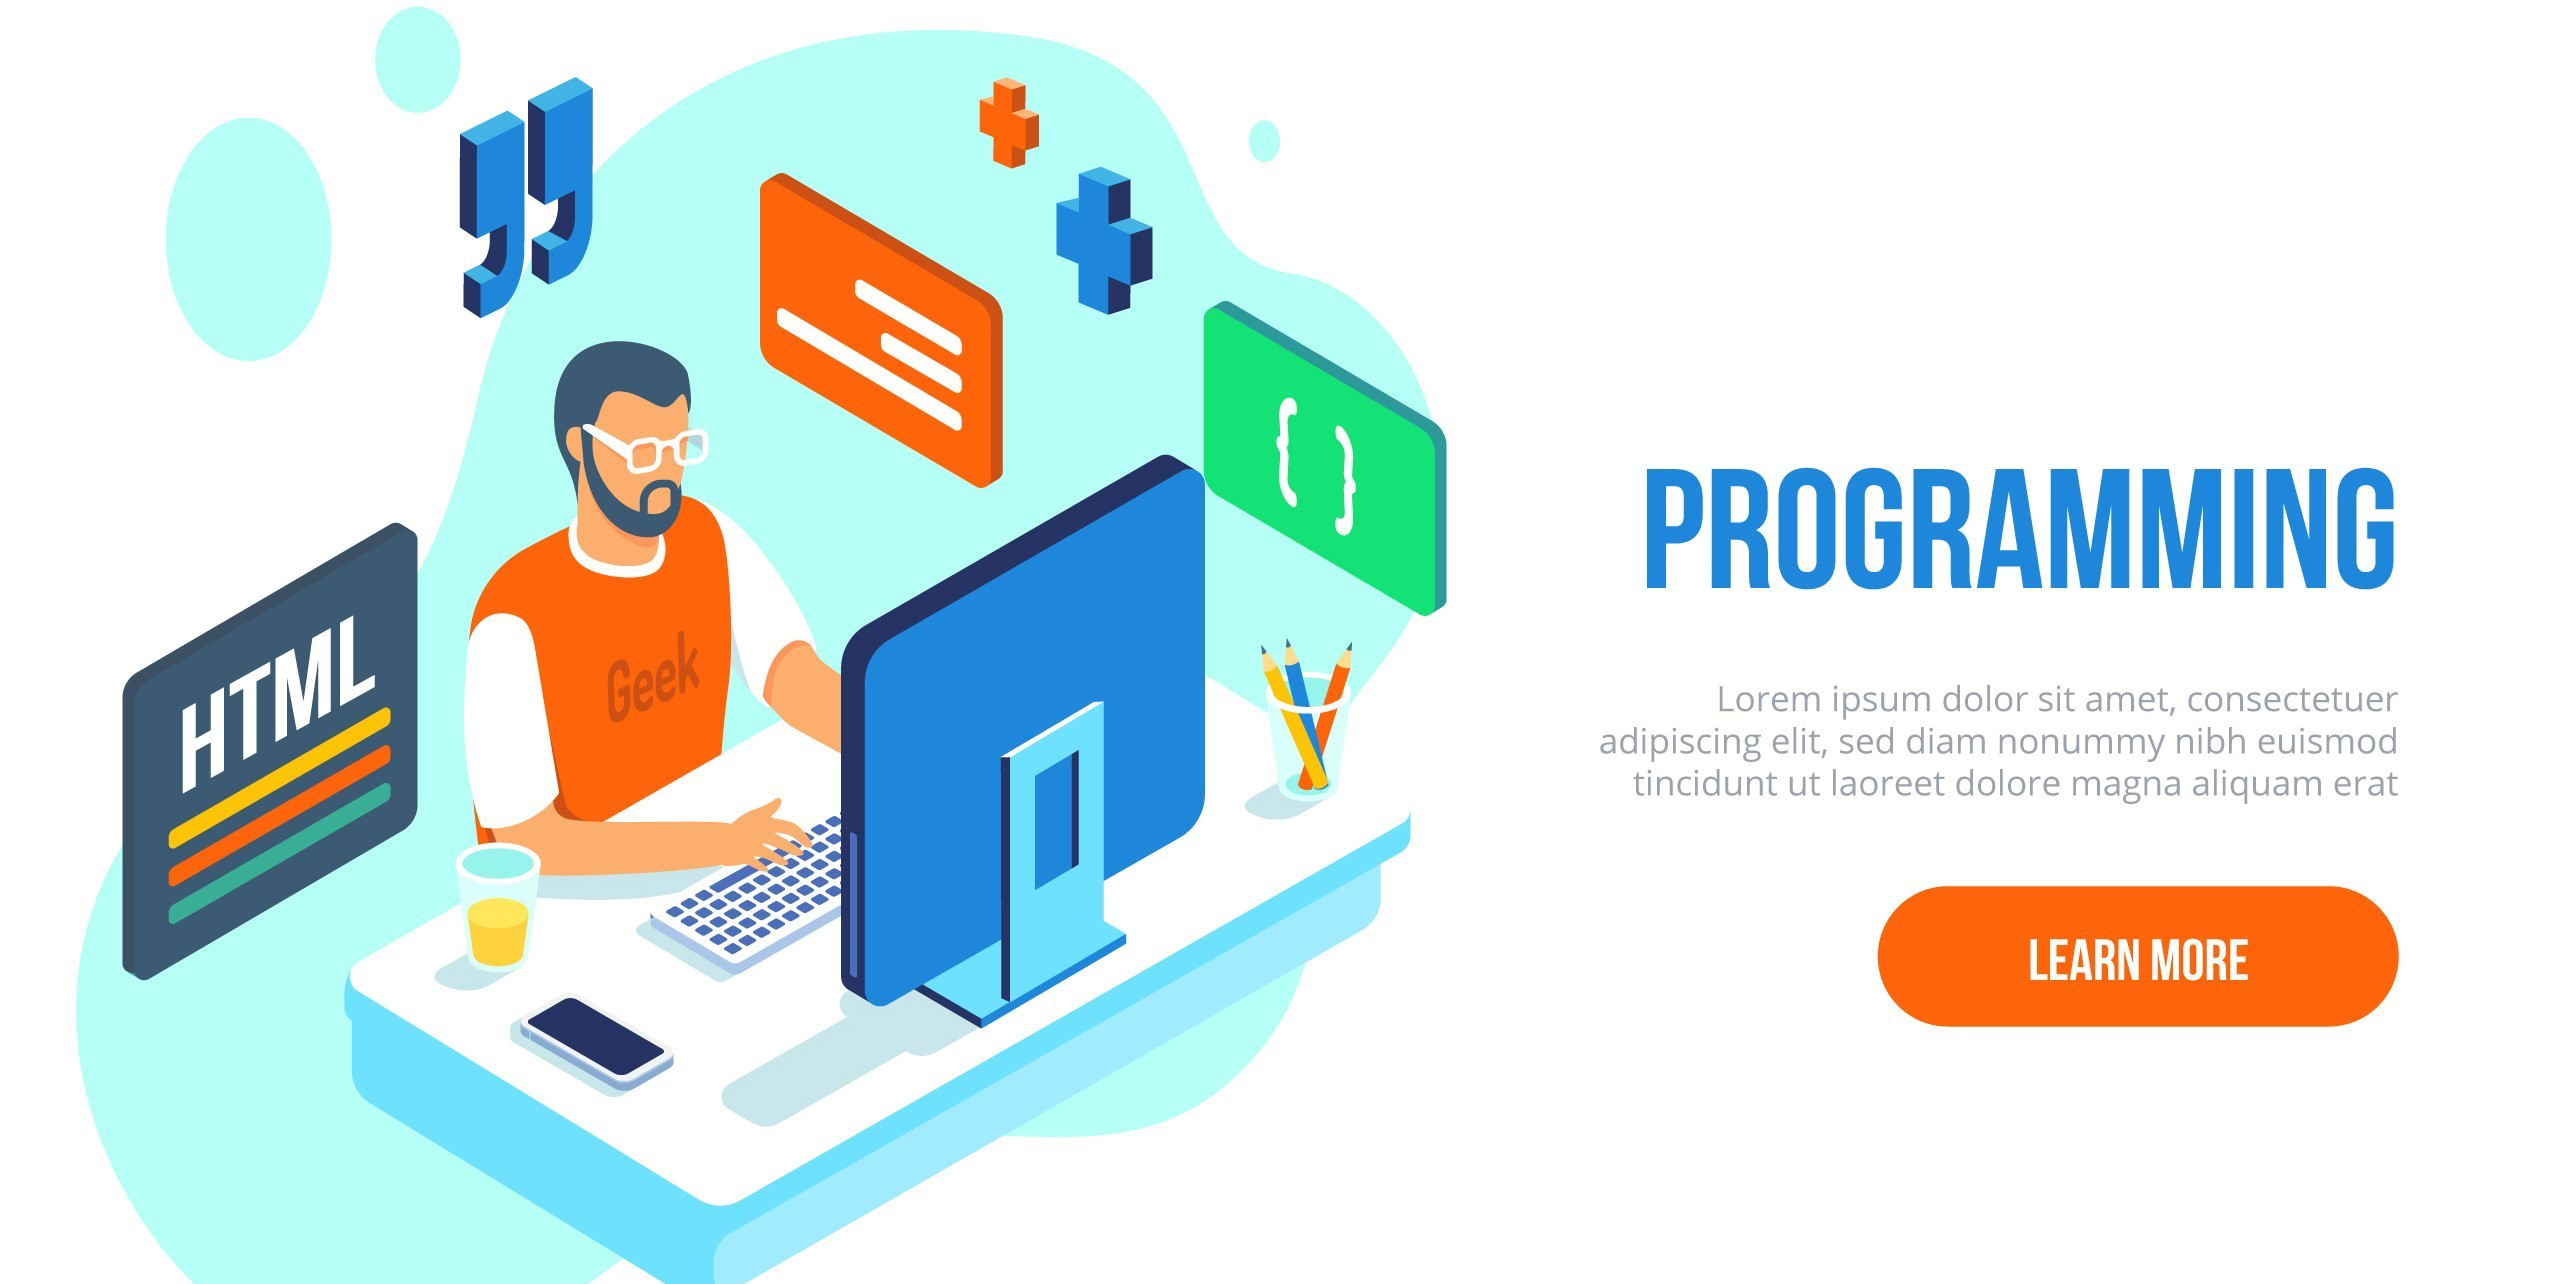 HTML
Geek
{ }
PROGRAMMING
Lorem ipsum dolor sit amet, consectetuer
adipiscing elit, sed diam nonummy nibh euismod
tincidunt ut laoreet dolore magna aliquam erat
LEARN MORE